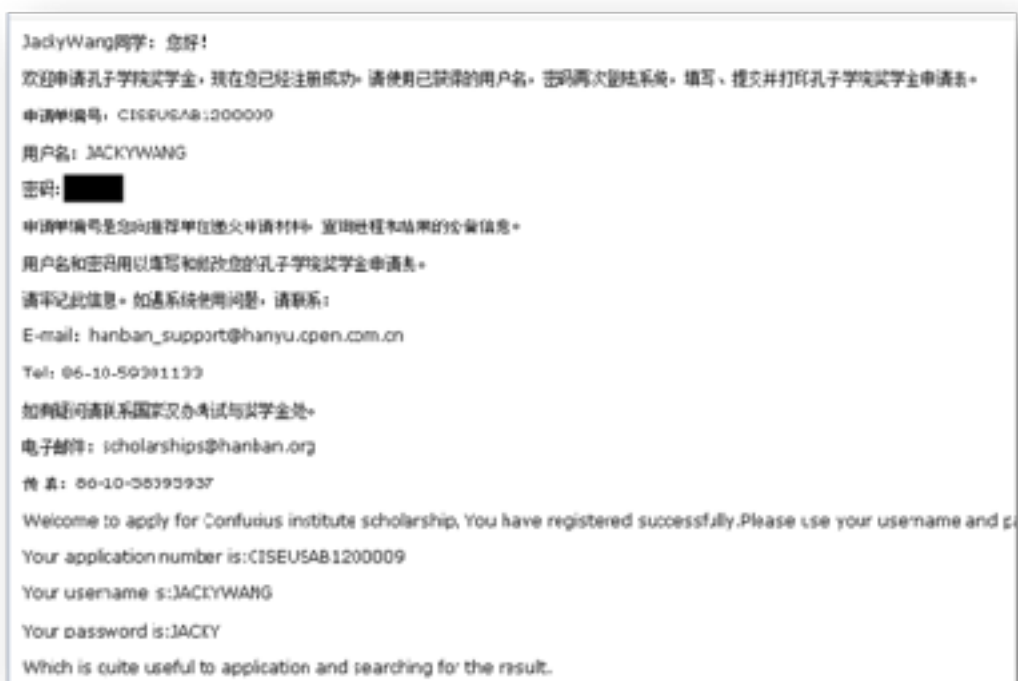 JackyWang同学：您好！
欢迎申请孔子学院奖学金，现在您已经注册成功。请使用已获得的用户名，密码再次登陆系统，填写、提交并打印孔子学院奖学金申请表。
申请单编号：CISEUSAB1200009
用户名：JACKYWANG
密码：
申请单编号是您向推荐单位递交申请材料，查询进程和结果的必备信息。
用户名和密码用以填写和修改您的孔子学院奖学金申请表。
请牢记此信息。如遇系统使用问题，请联系：
E-mail：hanban_support@hanyu.cpen.com.cn
Tel：86-10-59301133
如有疑问请联系国家汉办考试与奖学金处。
电子邮件：scholarships@hanban.org
传 真：86-10-58595937
Welcome to apply for Confuxius institute scholarship, You have registered successfully.Please use your username and
Your application number is:CISEUSAB1200009
Your username is:JACKYWANG
Your password is:JACKY
Which is quite useful to application and searching for the result.